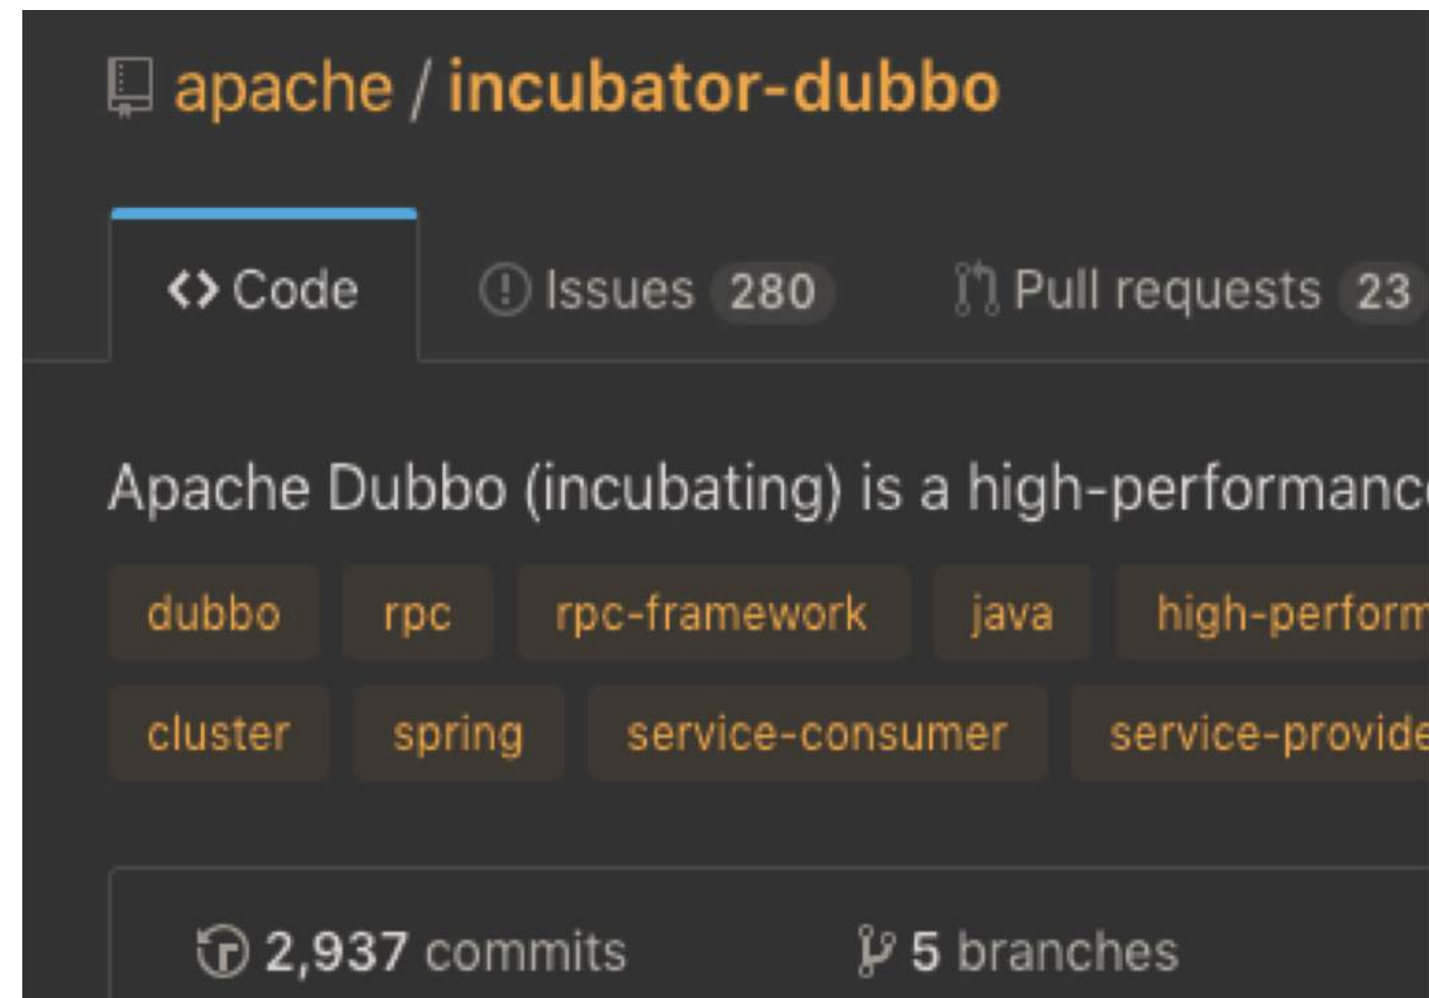 apache / incubator-dubbo
<> Code Issues 280 Pull requests 23
Apache Dubbo (incubating) is a high-performanc
dubbo rpc rpc-framework java high-perform
cluster spring service-consumer service-provide
2,937 commits 5 branches